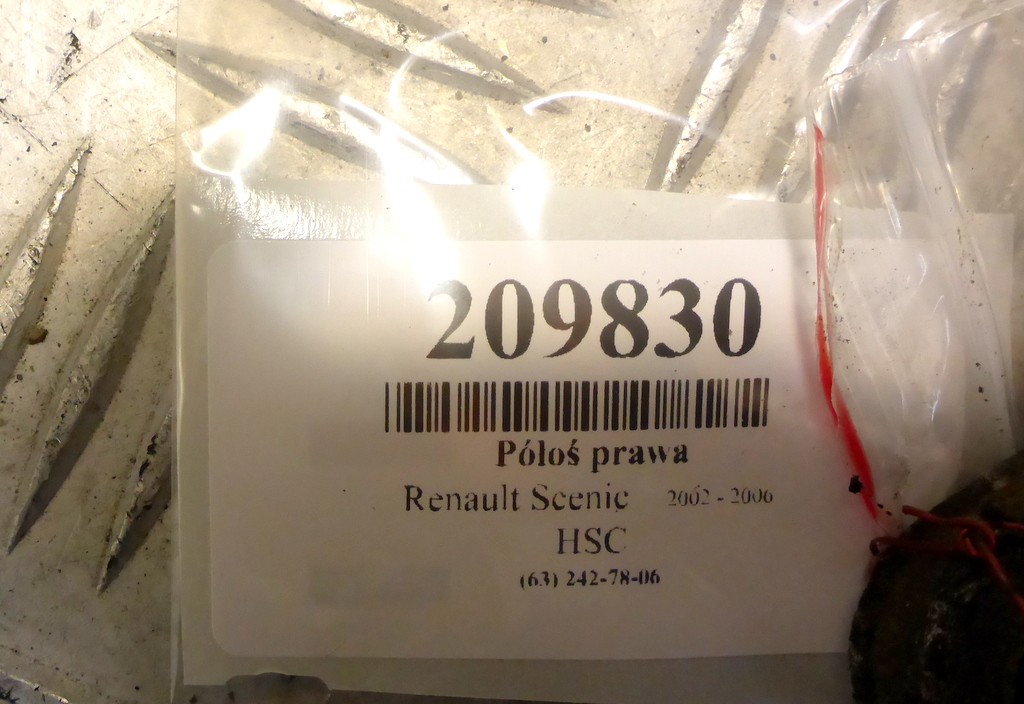 209830
Półoś prawa
Renault Scenic 2002 - 2006
HSC
(63) 242-78-06